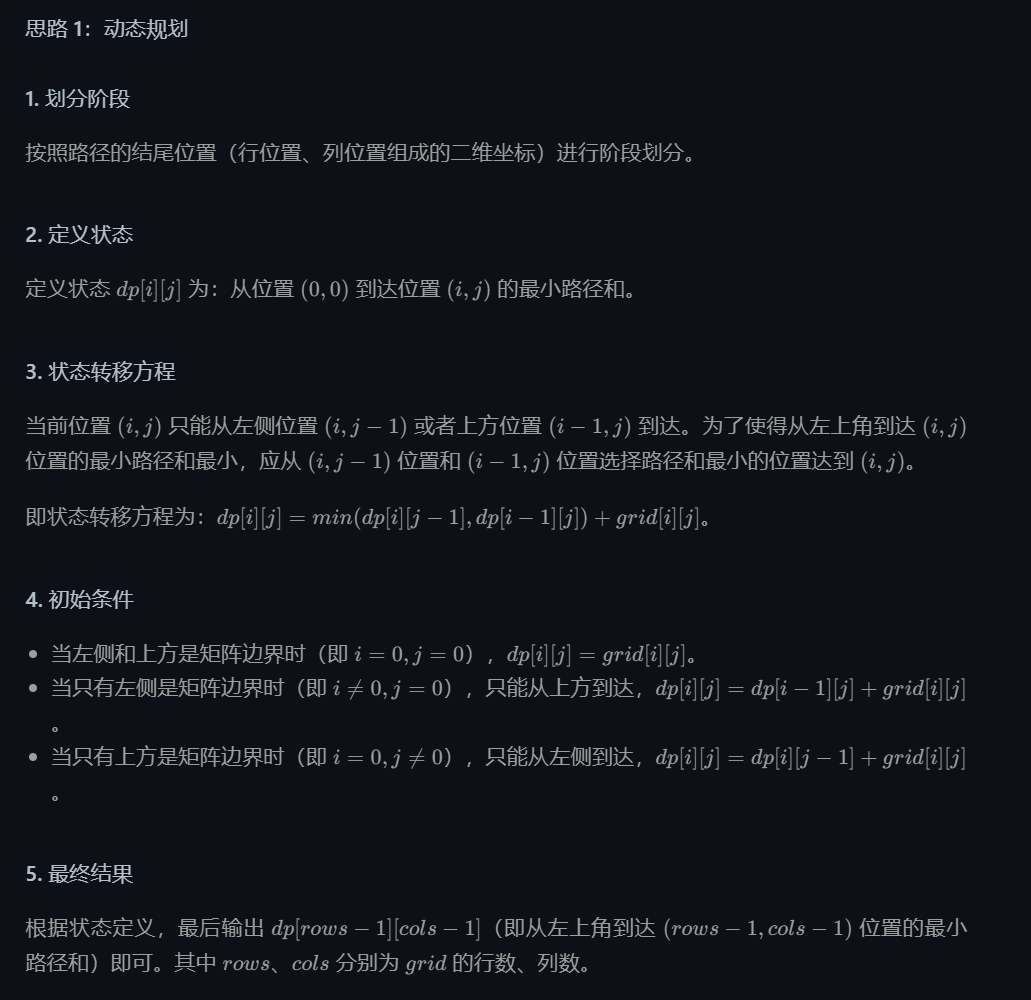 思路 1：动态规划
1. 划分阶段
按照路径的结尾位置（行位置、列位置组成的二维坐标）进行阶段划分。
2. 定义状态
定义状态 dp[i][j] 为：从位置 (0, 0) 到达位置 (i, j) 的最小路径和。
3. 状态转移方程
当前位置 (i, j) 只能从左侧位置 (i, j − 1) 或者上方位置 (i − 1, j) 到达。为了使得从左上角到达 (i, j)
位置的最小路径和最小，应从 (i, j − 1) 位置和 (i − 1, j) 位置选择路径和最小的位置达到 (i, j)。
即状态转移方程为：dp[i][j] = min(dp[i][j − 1], dp[i − 1][j]) + grid[i][j]。
4. 初始条件
• 当左侧和上方是矩阵边界时（即 i = 0, j = 0），dp[i][j] = grid[i][j]。
• 当只有左侧是矩阵边界时（即 i ≠ 0, j = 0），只能从上方到达，dp[i][j] = dp[i − 1][j] + grid[i][j]
。
• 当只有上方是矩阵边界时（即 i = 0, j ≠ 0），只能从左侧到达，dp[i][j] = dp[i][j − 1] + grid[i][j]
。
5. 最终结果
根据状态定义，最后输出 dp[rows − 1][cols − 1]（即从左上角到达 (rows − 1, cols − 1) 位置的最小
路径和）即可。其中 rows、cols 分别为 grid 的行数、列数。